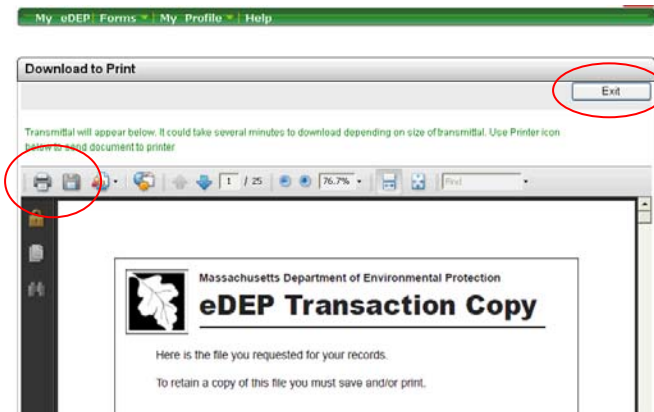 My eDEP Forms My Profile Help
Download to Print
Exit
Transmittal will appear below. It could take several minutes to download depending on size of transmittal. Use Printer icon
below to send document to printer
1 / 25 76.7% Find
Massachusetts Department of Environmental Protection
eDEP Transaction Copy
Here is the file you requested for your records.
To retain a copy of this file you must save and/or print.